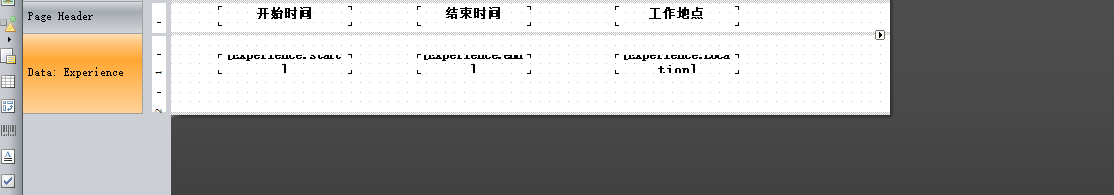 Page Header
开始时间
结束时间
工作地点
Data: Experience
[Experience.start
]
[Experience.end
]
[Experience.loca
tion]